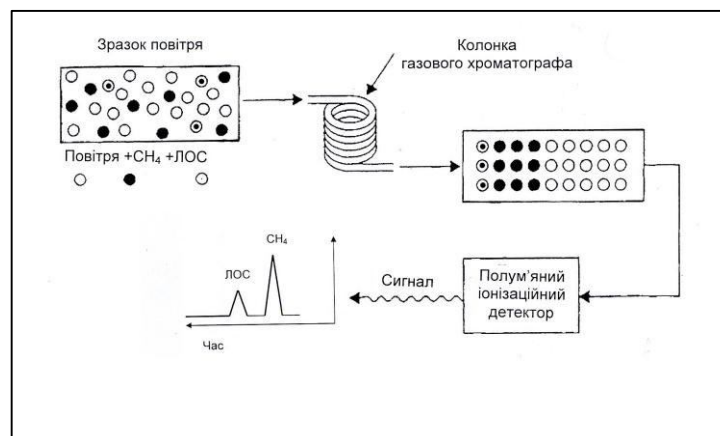 Зразок повітря
Колонка
газового хроматографа
Повітря +CH₄ +ЛОС
CH₄
ЛОС
Сигнал
Полум’яний
іонізаційний
детектор
Час